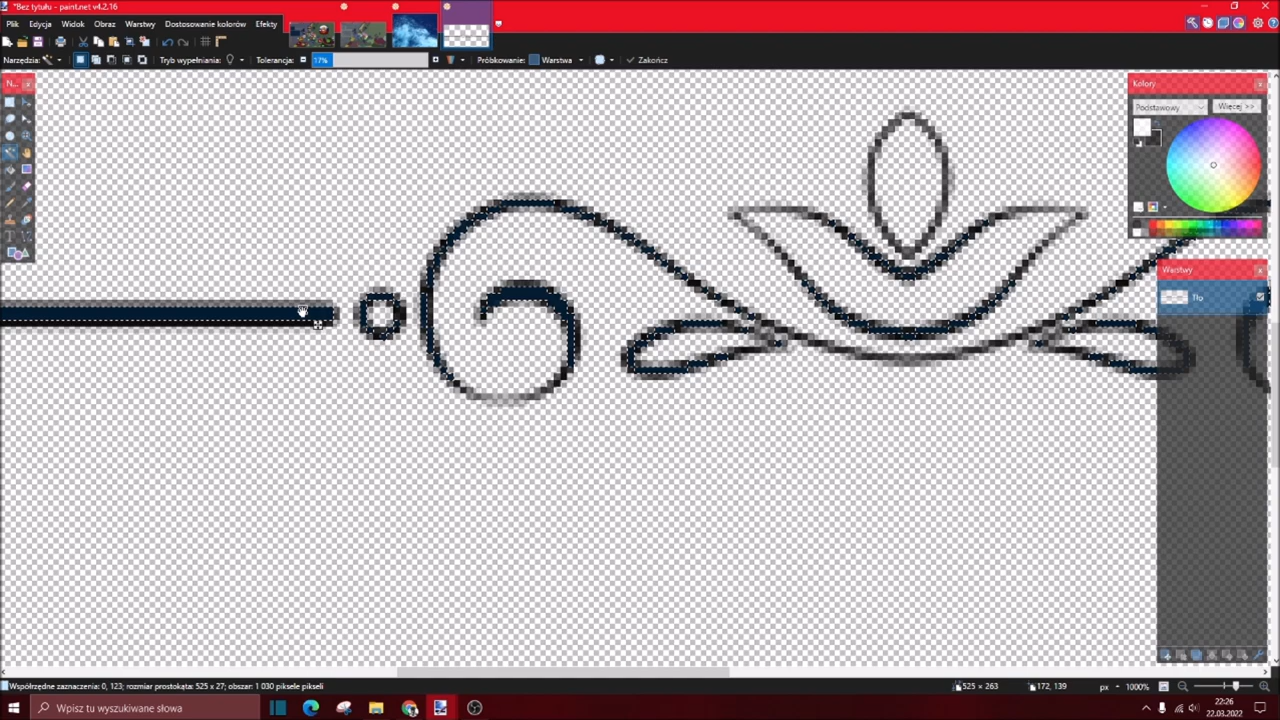 *Bez tytułu - paint.net v4.2.16
Plik Edycja Widok Obraz Warstwy Dostosowanie kolorów Efekty
Narzędzia: Tryb wypełniania: Tolerancja: 17% Próbkowanie: Warstwa Zakończ
N...
Kolory
Podstawowy Więcej >>
Warstwy
Tło
Współrzędne zaznaczenia: 0, 123; rozmiar prostokąta: 525 x 27; obszar: 1 030 piksele pikseli 525 × 263 172, 139 px 1000%
Wpisz tu wyszukiwane słowa
22:26
22.03.2022